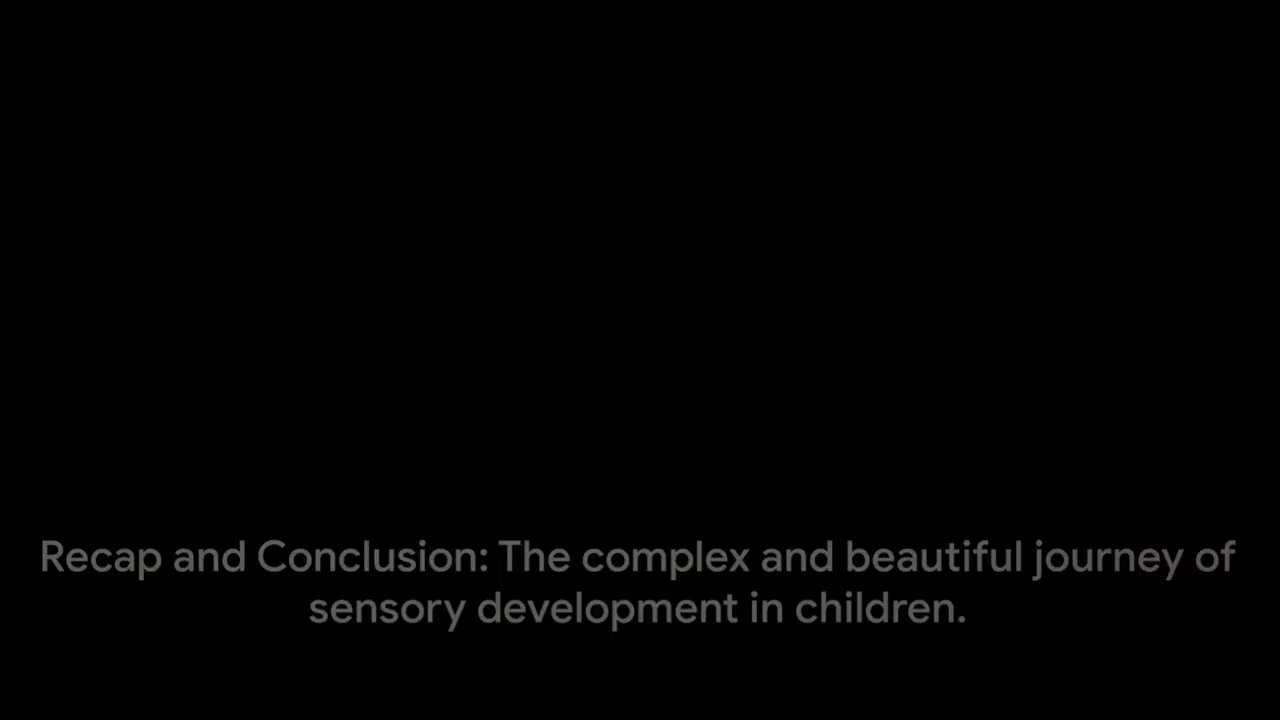 Recap and Conclusion: The complex and beautiful journey of
sensory development in children.